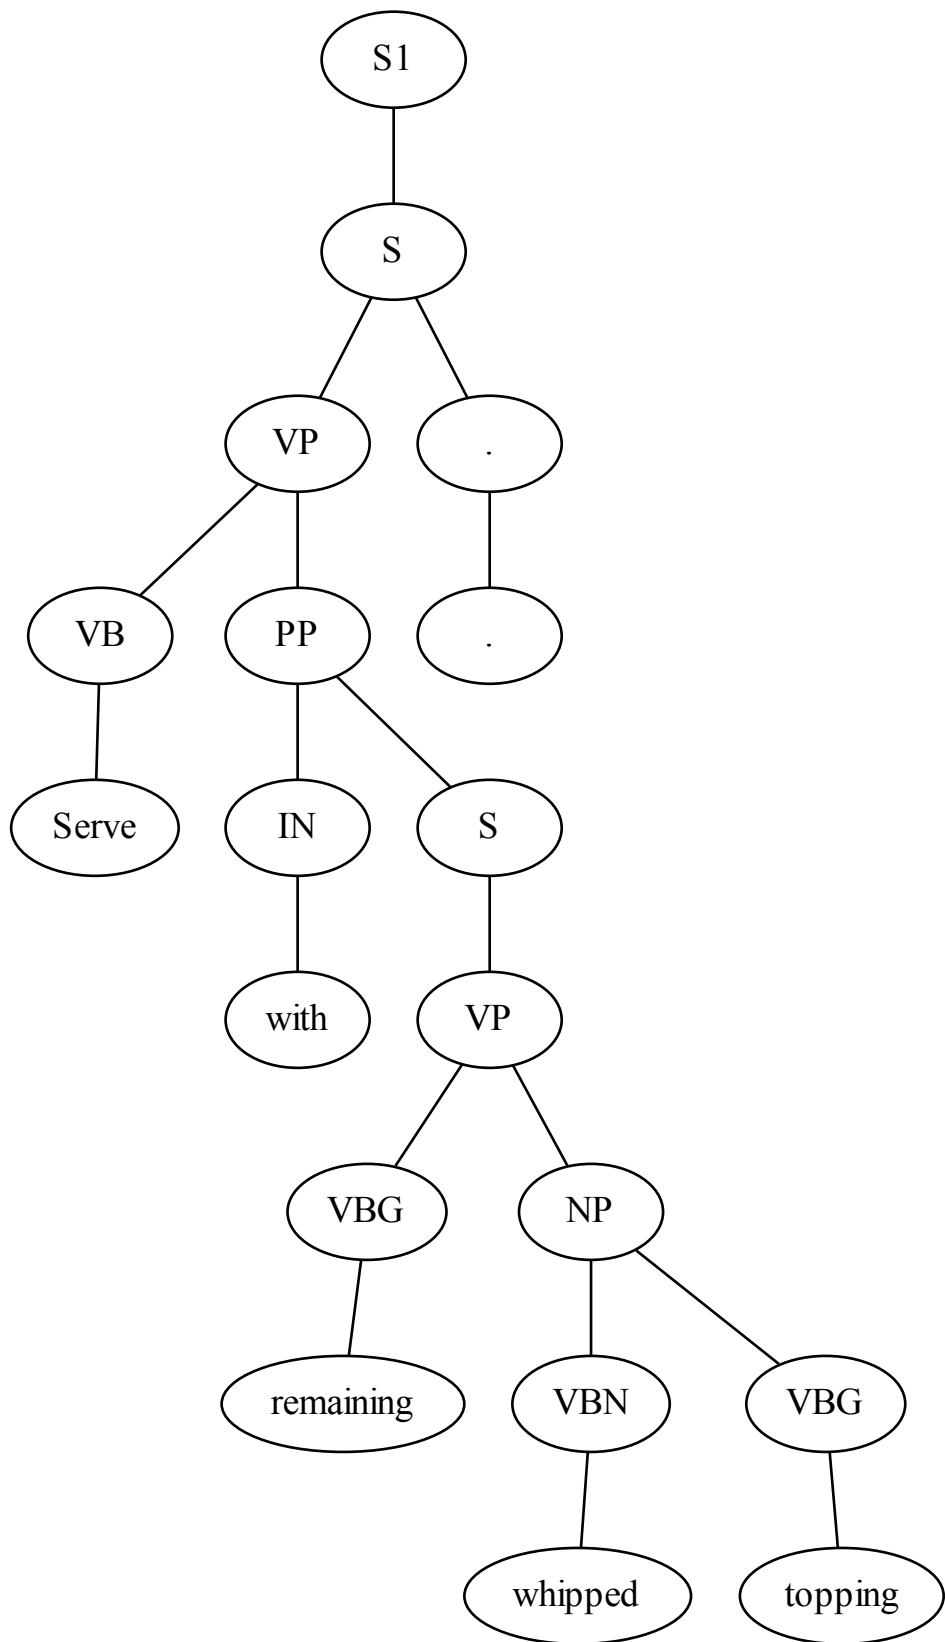 S1
S
VP .
VB PP .
Serve IN S
with VP
VBG NP
remaining VBN VBG
whipped topping